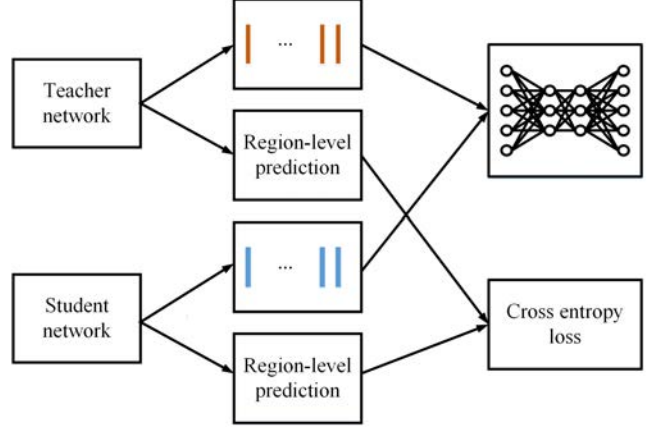 ...
Teacher
network
Region-level
prediction
...
Student
network
Region-level
prediction
Cross entropy
loss